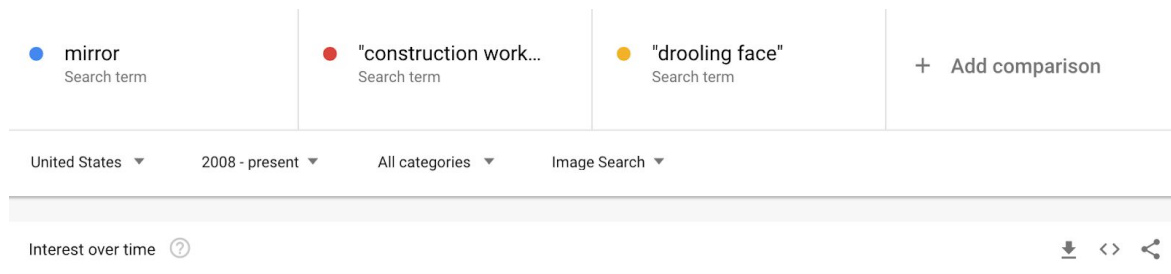 mirror
Search term
"construction work...
Search term
"drooling face"
Search term
+ Add comparison
United States
2008 - present
All categories
Image Search
Interest over time ?